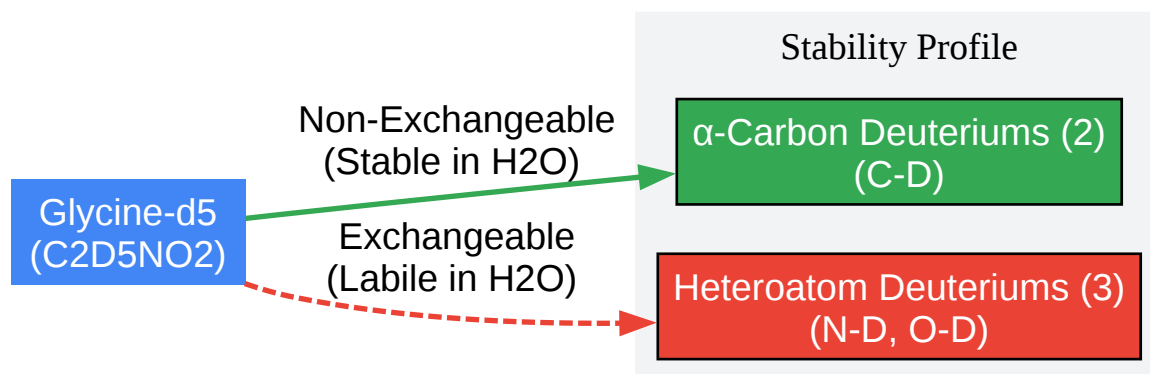 Stability Profile
Non-Exchangeable
(Stable in H2O)
α-Carbon Deuteriums (2)
(C-D)
Glycine-d5
(C2D5NO2)
Exchangeable
(Labile in H2O)
Heteroatom Deuteriums (3)
(N-D, O-D)